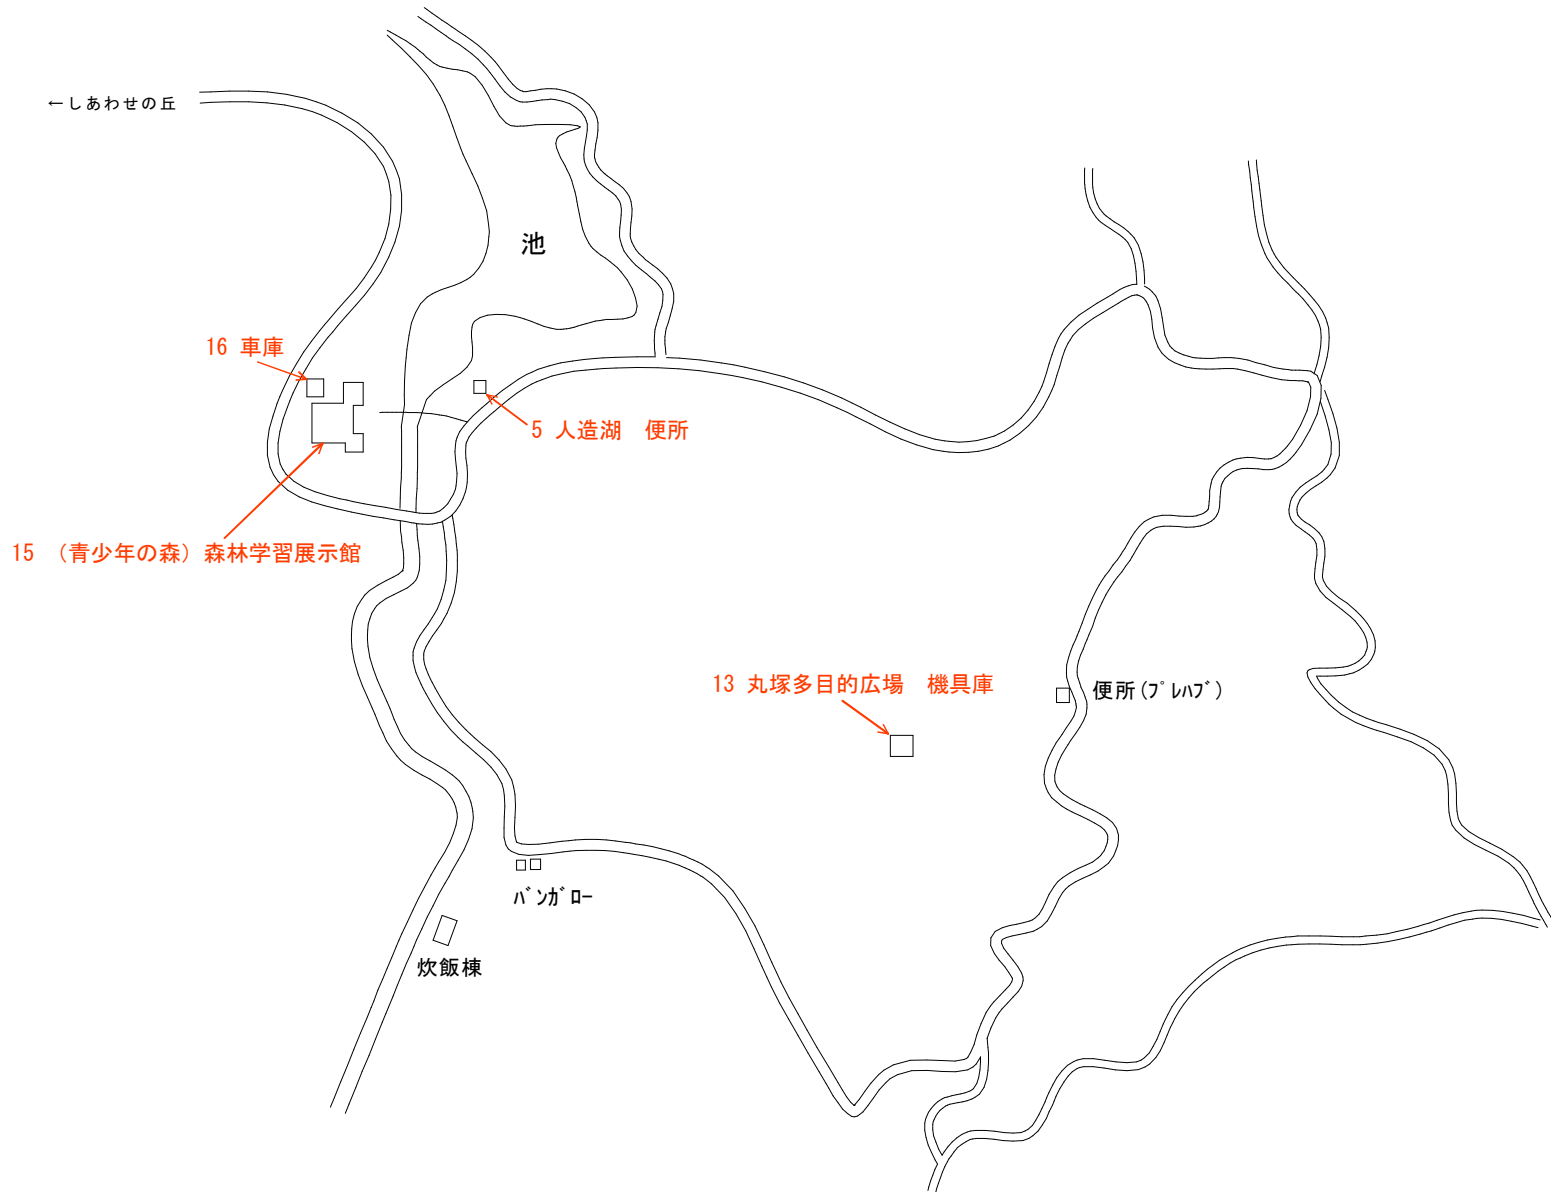 ←しあわせの丘
池
16 車庫
5 人造湖　便所
15 （青少年の森）森林学習展示館
13 丸塚多目的広場　機具庫
便所(ﾌﾟﾚﾊﾌﾞ)
ﾊﾞﾝｶﾞﾛｰ
炊飯棟